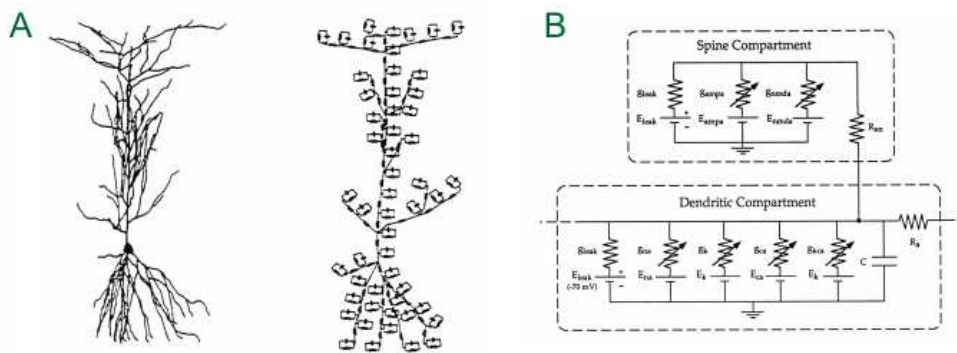 A
B
Spine Compartment
gleak gampa gnmda
Eleak + − Eampa Enmda
Rsn
Dendritic Compartment
gleak gna gk gca gkca
Eleak + − Ena Ek Eca Ek
(-70 mV)
C
Ra